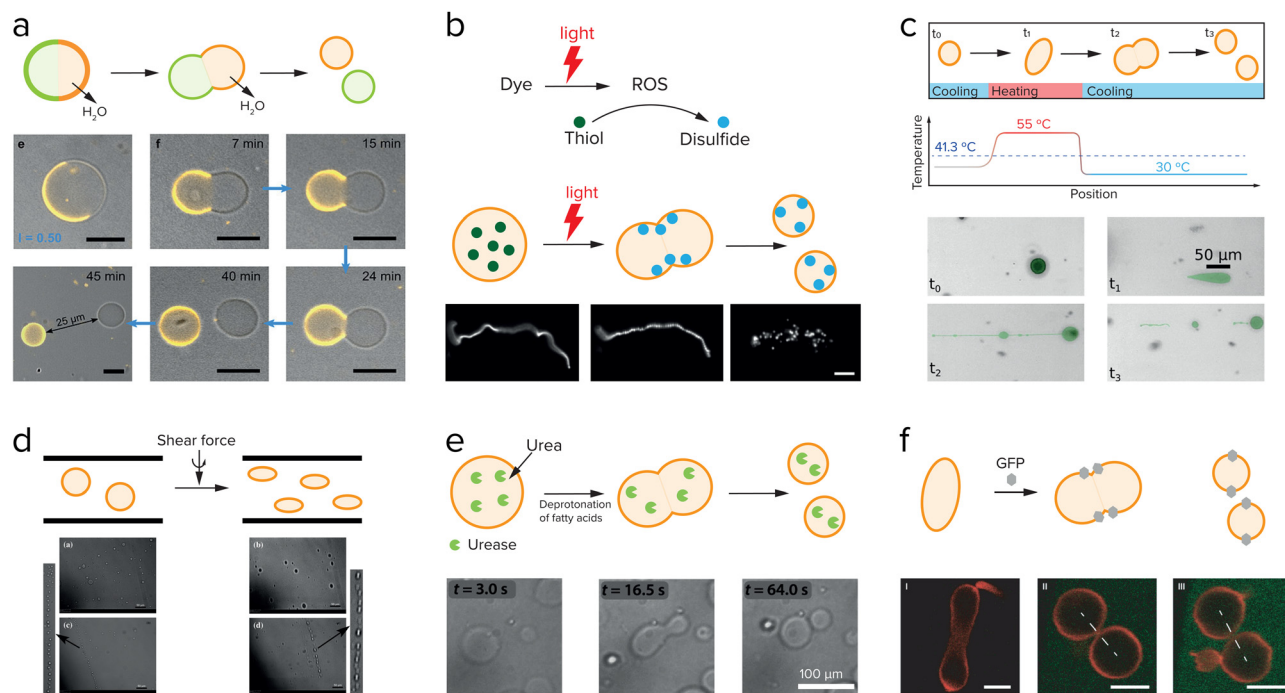 a
H₂O
H₂O
e
I = 0.50
f
7 min
15 min
45 min
25 µm
40 min
24 min
b
light
Dye
ROS
Thiol
Disulfide
light
c
t₀
t₁
t₂
t₃
Cooling
Heating
Cooling
Temperature
55 ºC
41.3 ºC
30 ºC
Position
t₀
50 µm
t₁
t₂
t₃
d
Shear force
(a)
(b)
(c)
(d)
e
Urea
Deprotonation
of fatty acids
Urease
t = 3.0 s
t = 16.5 s
t = 64.0 s
100 µm
f
GFP
I
II
III